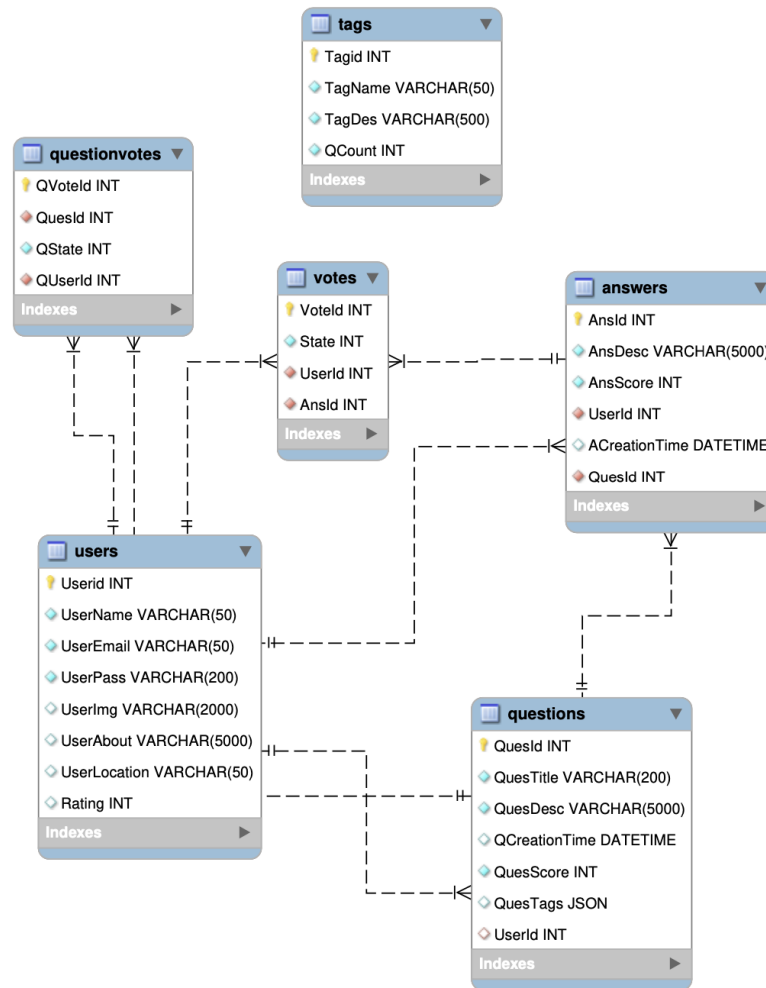 tags
Tagid INT
TagName VARCHAR(50)
TagDes VARCHAR(500)
QCount INT
Indexes
questionvotes
QVoteId INT
QuesId INT
QState INT
QUserId INT
Indexes
votes
VoteId INT
State INT
UserId INT
AnsId INT
Indexes
answers
AnsId INT
AnsDesc VARCHAR(5000)
AnsScore INT
UserId INT
ACreationTime DATETIME
QuesId INT
Indexes
users
Userid INT
UserName VARCHAR(50)
UserEmail VARCHAR(50)
UserPass VARCHAR(200)
UserImg VARCHAR(2000)
UserAbout VARCHAR(5000)
UserLocation VARCHAR(50)
Rating INT
Indexes
questions
QuesId INT
QuesTitle VARCHAR(200)
QuesDesc VARCHAR(5000)
QCreationTime DATETIME
QuesScore INT
QuesTags JSON
UserId INT
Indexes